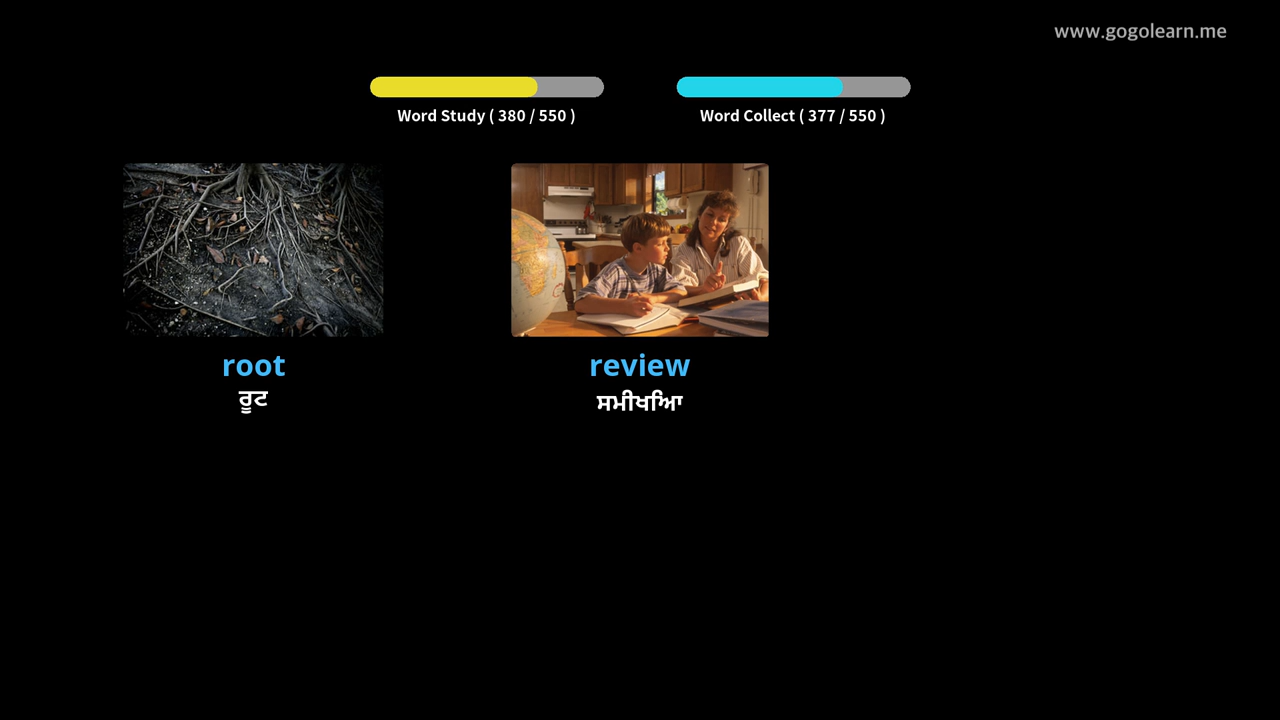 www.gogolearn.me
Word Study ( 380 / 550 )
Word Collect ( 377 / 550 )
root
ਰੂਟ
review
ਸਮੀਖਿਆ